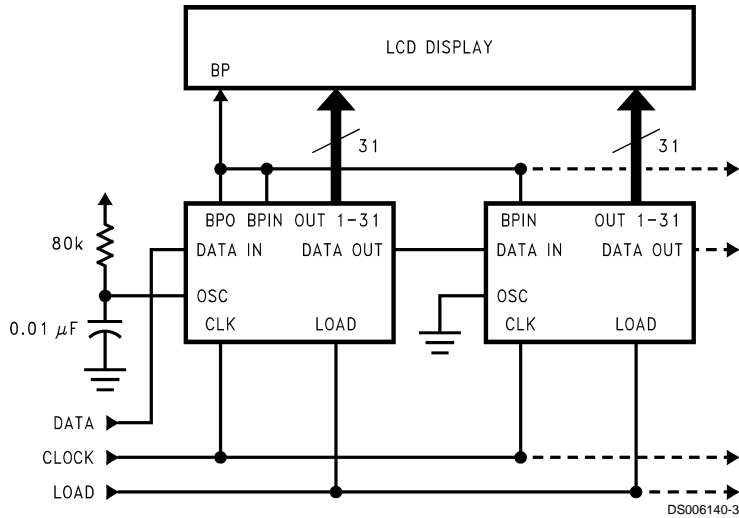 LCD DISPLAY
BP
31
31
80k
BPO BPIN OUT 1-31
BPIN OUT 1-31
DATA IN DATA OUT
DATA IN DATA OUT
OSC
OSC
0.01 µF
CLK LOAD
CLK LOAD
DATA
CLOCK
LOAD
DS006140-3